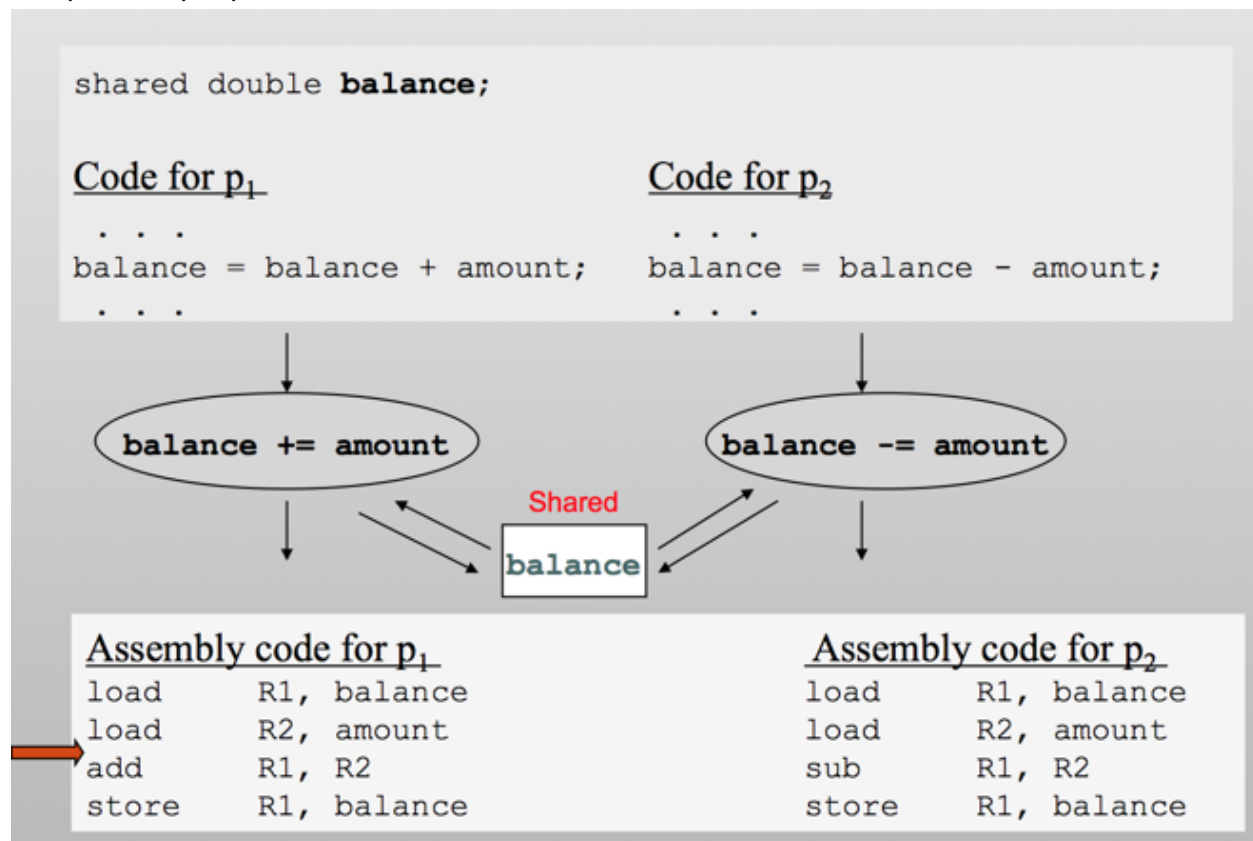 shared double balance;
Code for p1
Code for p2
. . .
. . .
balance = balance + amount;
balance = balance - amount;
. . .
. . .
balance += amount
balance -= amount
Shared
balance
Assembly code for p1
load R1, balance
load R2, amount
add R1, R2
store R1, balance
Assembly code for p2
load R1, balance
load R2, amount
sub R1, R2
store R1, balance